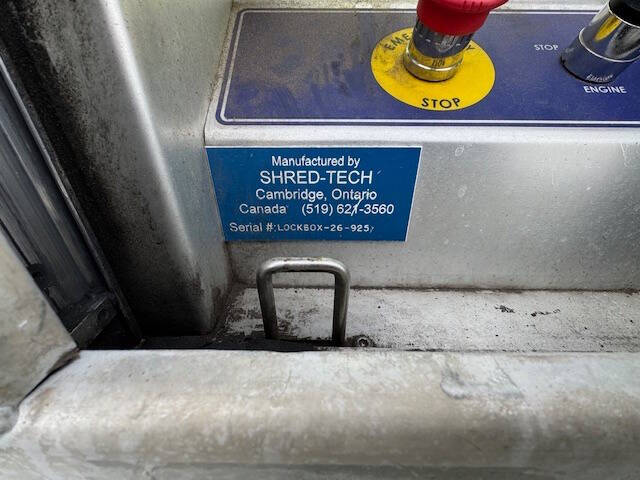 EMERGENCY
STOP
STOP
ENGINE
Manufactured by
SHRED-TECH
Cambridge, Ontario
Canada (519) 621-3560
Serial #:LOCKBOX-26-925